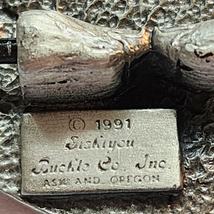 © 1991
Siskiyou
Buckle Co. Inc.
ASHLAND OREGON